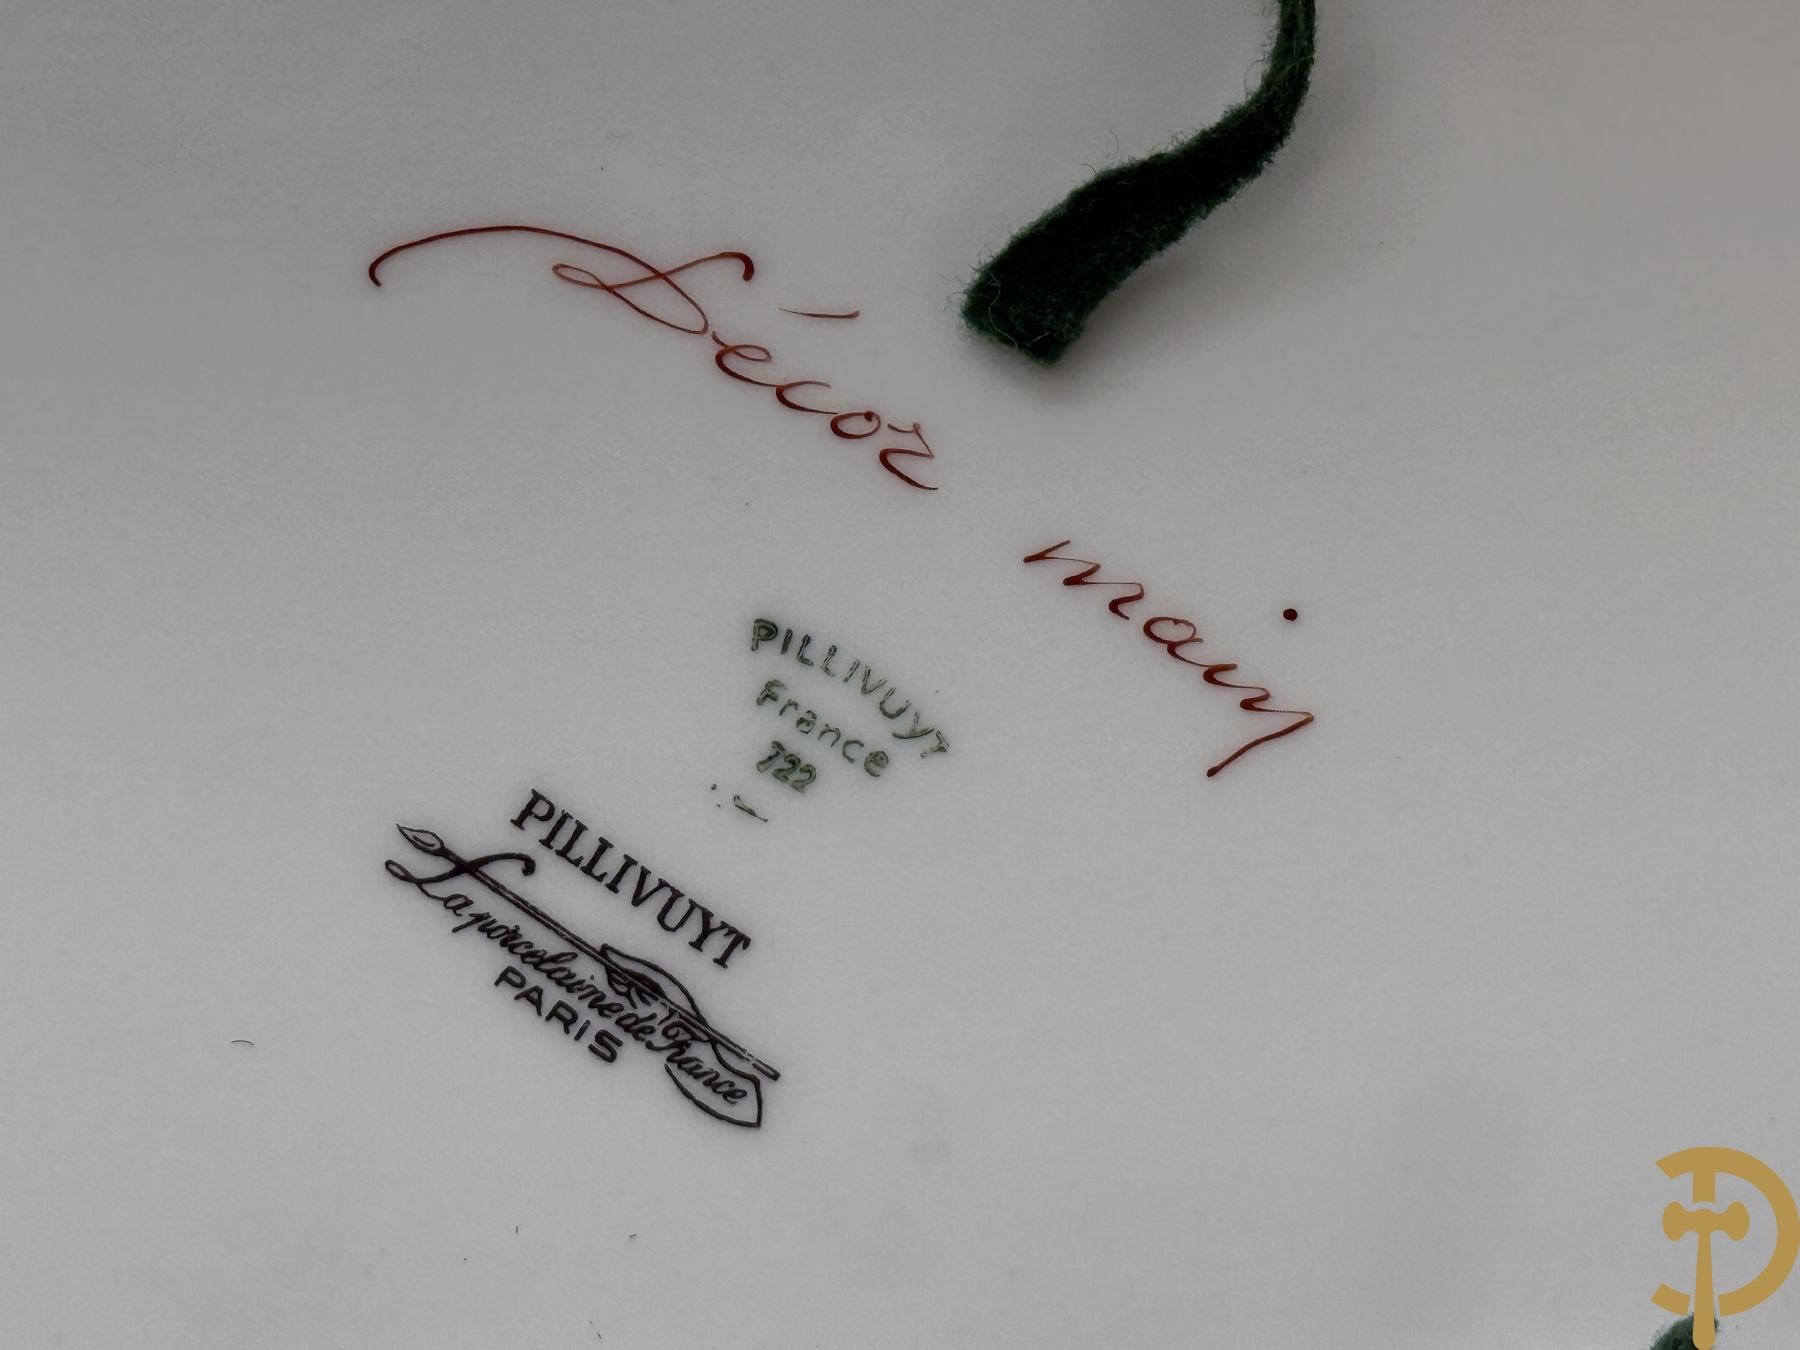 Décor main
PILLIVUYT
France
722
PILLIVUYT
La porcelaine de France
PARIS